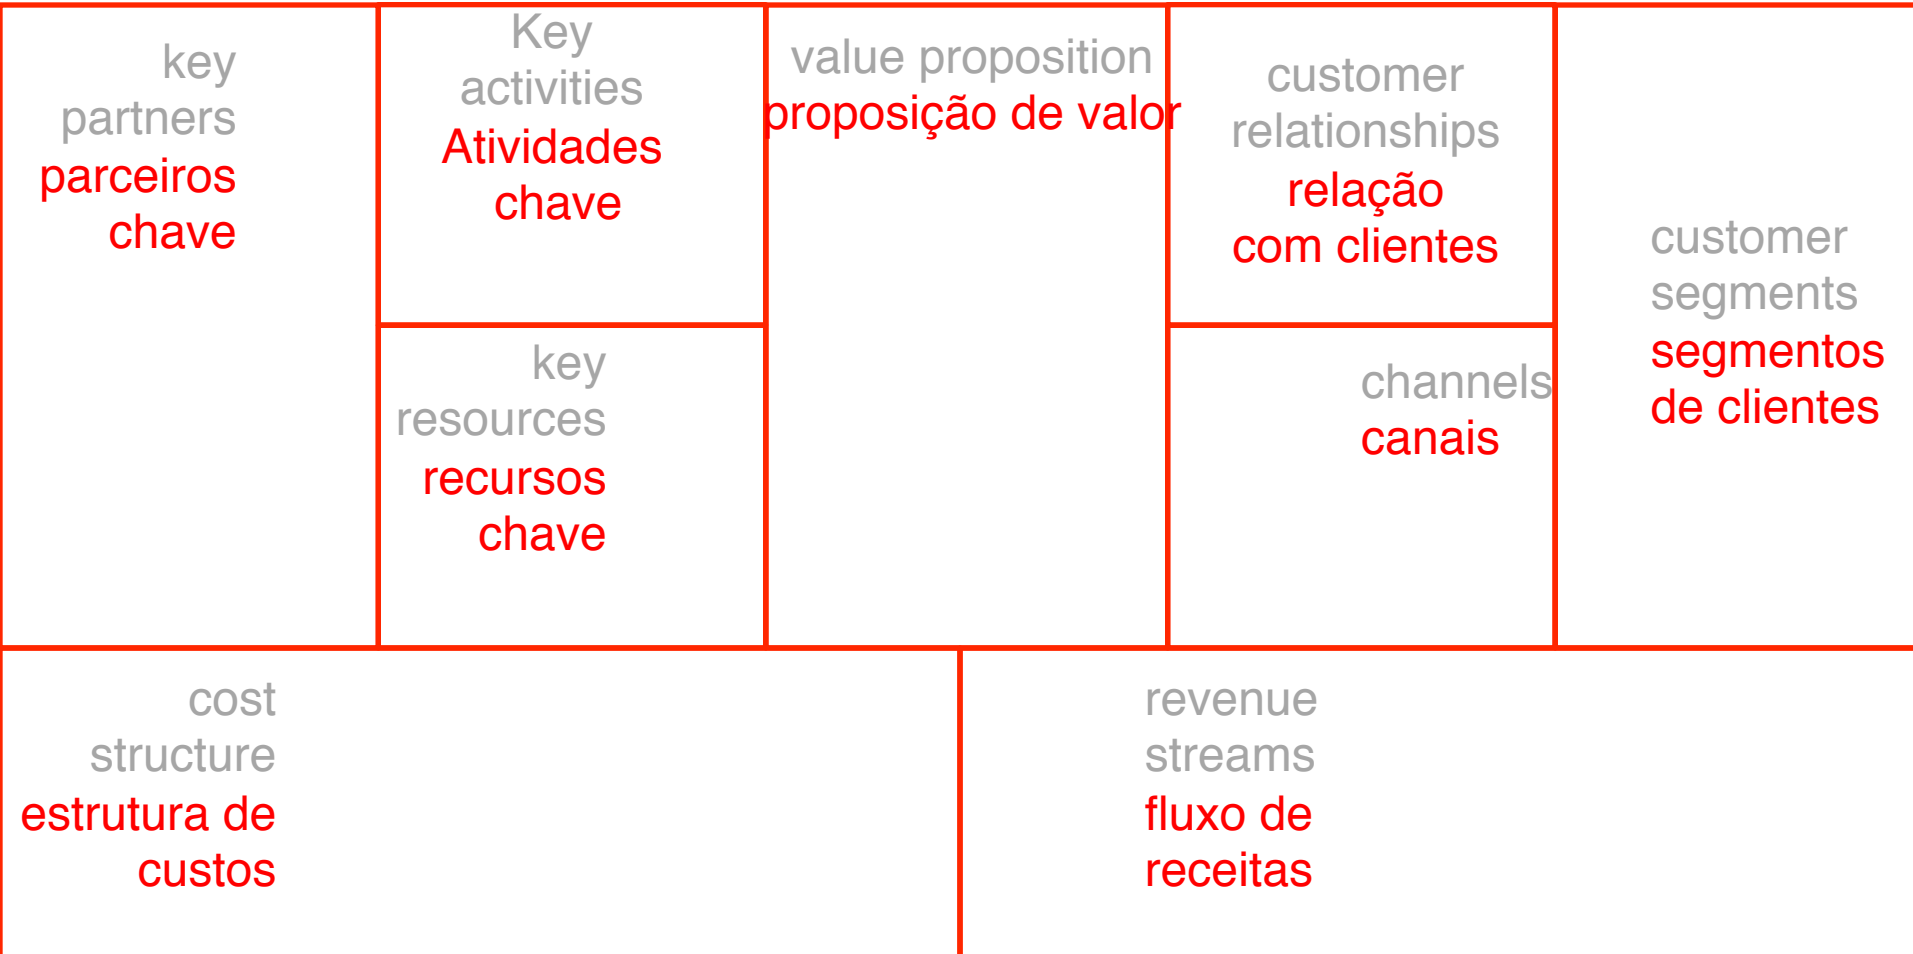 key
partners
parceiros
chave
Key
activities
Atividades
chave
key
resources
recursos
chave
value proposition
proposição de valor
customer
relationships
relação
com clientes
channels
canais
customer
segments
segmentos
de clientes
cost
structure
estrutura de
custos
revenue
streams
fluxo de
receitas